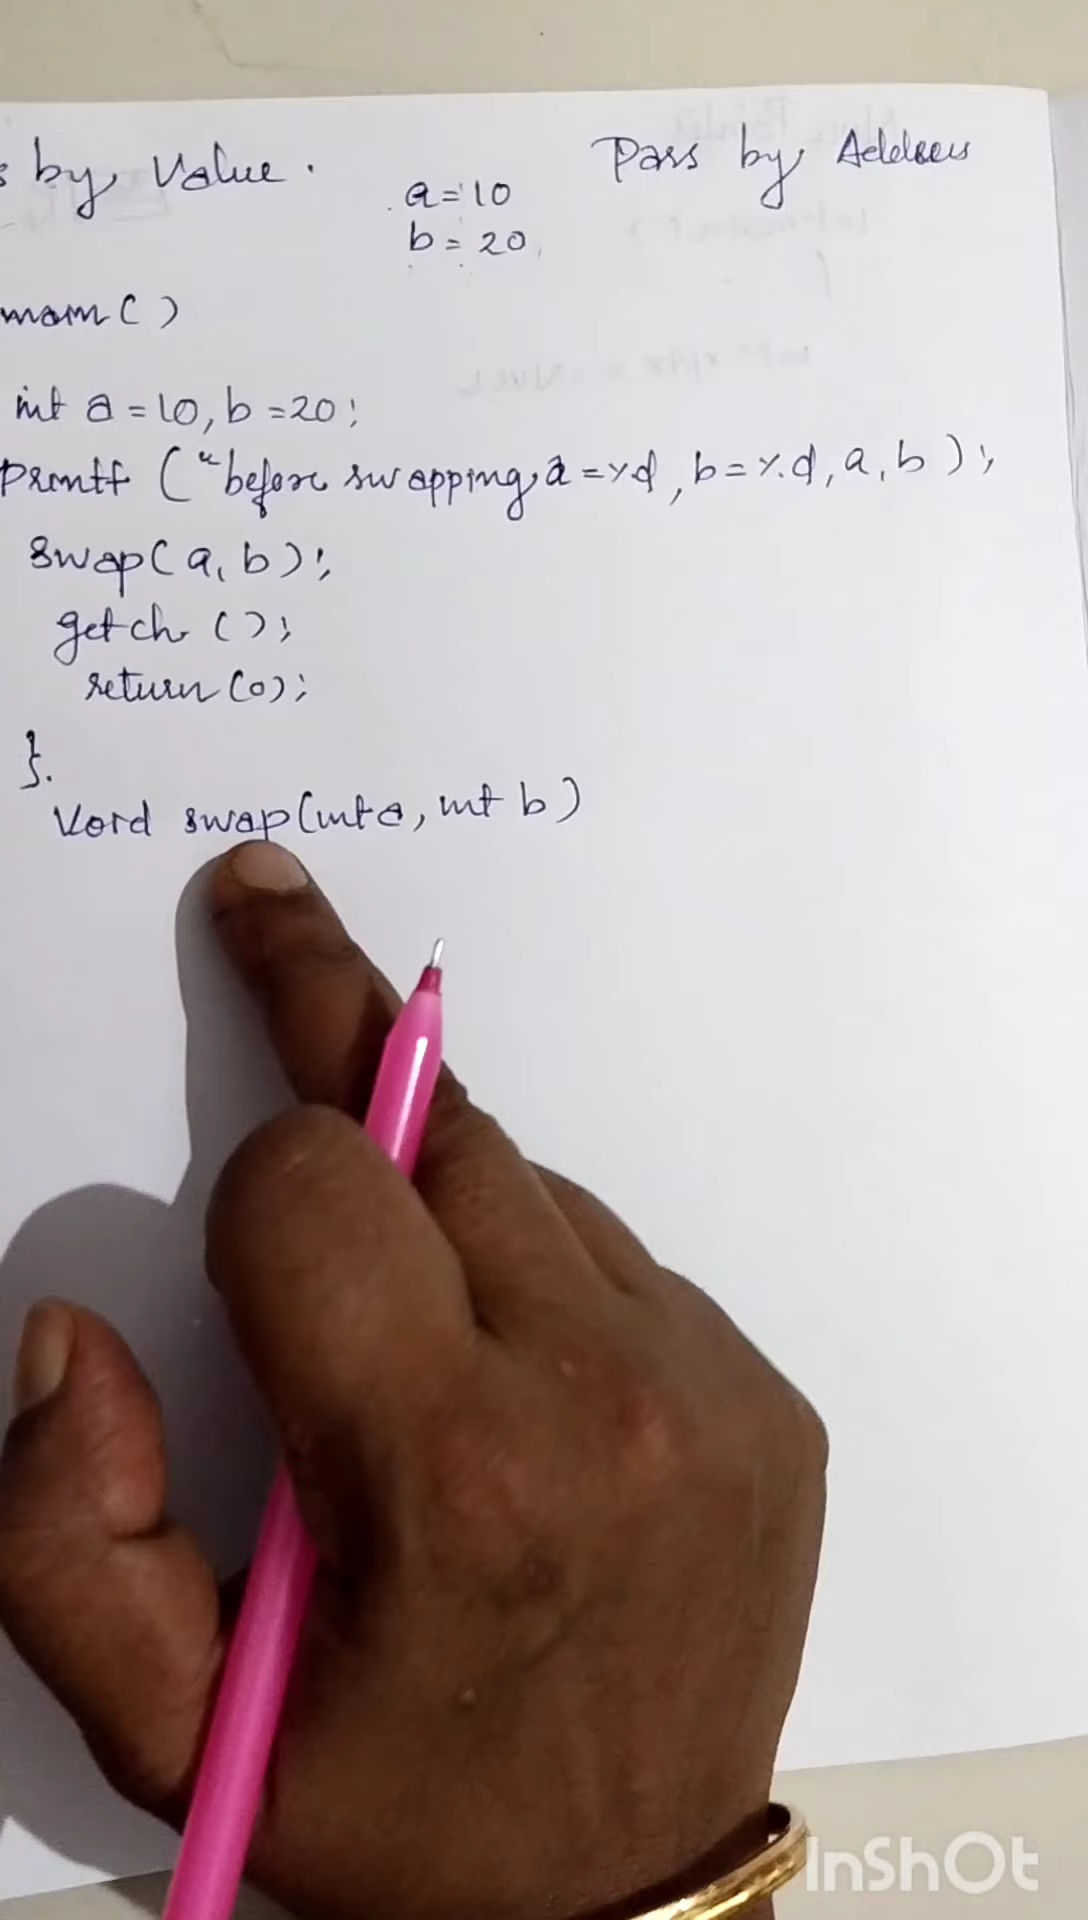 by Value.
Pass by Address
a = 10
b = 20
main ( )
int a = 10, b = 20;
printf ( " before swapping, a = %d, b = %d, a, b ) ;
swap( a, b ) ;
getch ( ) ;
return (0) ;
}.
Void swap(int a, int b )
InShOt